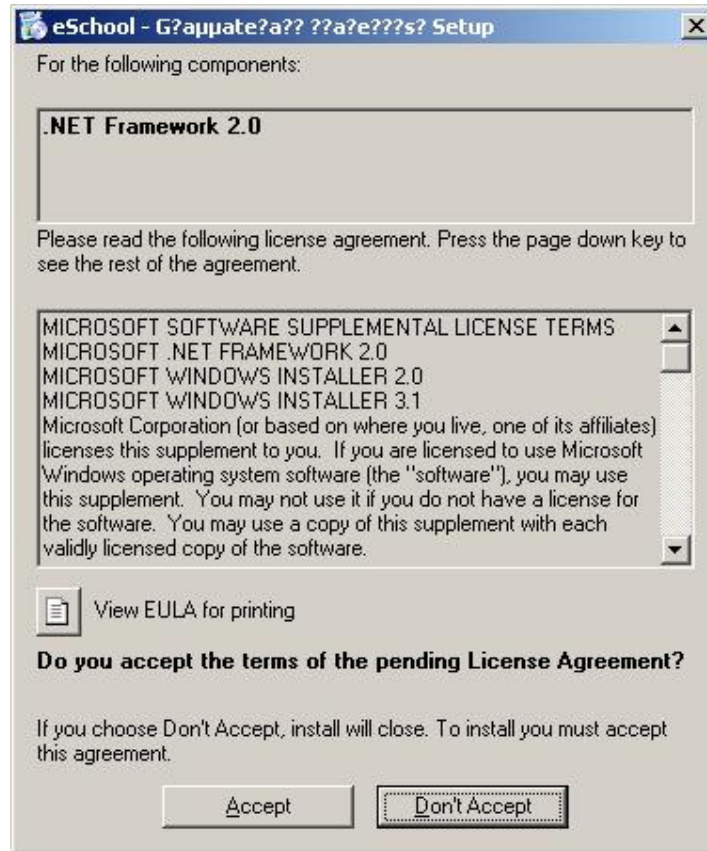 eSchool - G?aµµate?a?? ??a?e???s? Setup
For the following components:
.NET Framework 2.0
Please read the following license agreement. Press the page down key to
see the rest of the agreement.
MICROSOFT SOFTWARE SUPPLEMENTAL LICENSE TERMS
MICROSOFT .NET FRAMEWORK 2.0
MICROSOFT WINDOWS INSTALLER 2.0
MICROSOFT WINDOWS INSTALLER 3.1
Microsoft Corporation (or based on where you live, one of its affiliates)
licenses this supplement to you.  If you are licensed to use Microsoft
Windows operating system software (the "software"), you may use
this supplement.  You may not use it if you do not have a license for
the software.  You may use a copy of this supplement with each
validly licensed copy of the software.
View EULA for printing
Do you accept the terms of the pending License Agreement?
If you choose Don't Accept, install will close. To install you must accept
this agreement.
Accept
Don't Accept